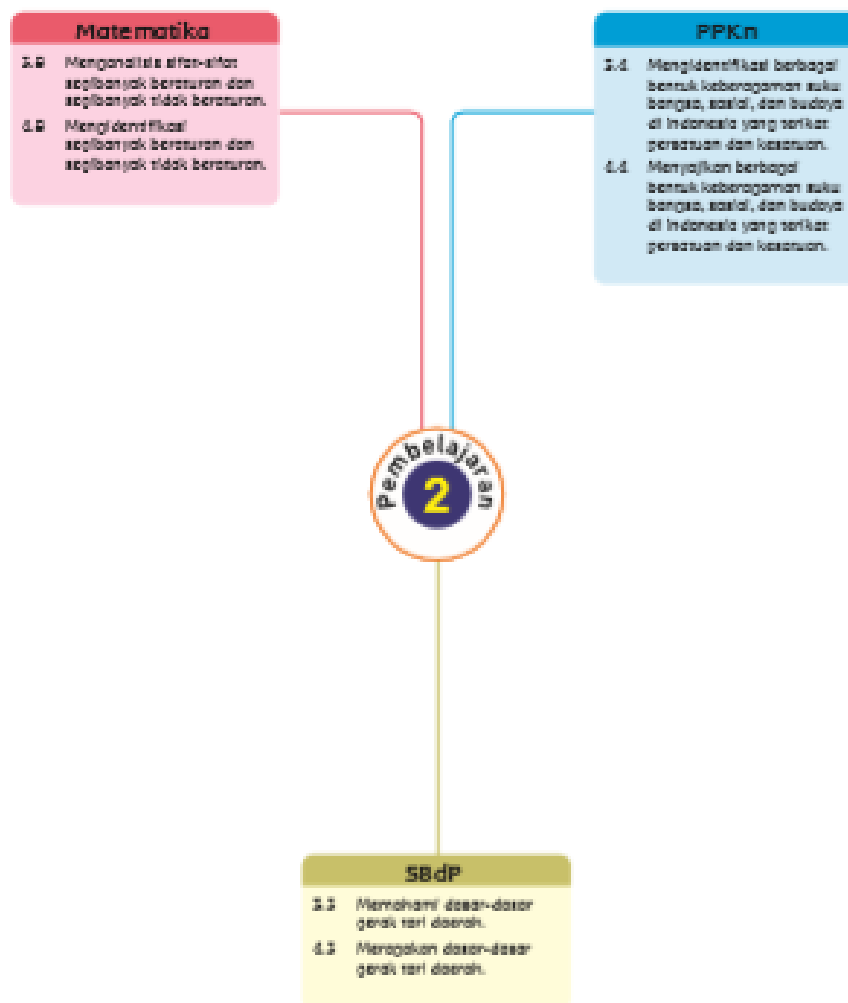 Matematika
3.8 Menganalisis sifat-sifat
segibanyak beraturan dan
segibanyak tidak beraturan.
4.8 Mengidentifikasi
segibanyak beraturan dan
segibanyak tidak beraturan.
PPKn
3.4 Mengidentifikasi berbagai
bentuk keberagaman suku
bangsa, sosial, dan budaya
di Indonesia yang terikat
persatuan dan kesatuan.
4.4 Menyajikan berbagai
bentuk keberagaman suku
bangsa, sosial, dan budaya
di Indonesia yang terikat
persatuan dan kesatuan.
Pembelajaran
2
SBdP
3.3 Memahami dasar-dasar
gerak tari daerah.
4.3 Meragakan dasar-dasar
gerak tari daerah.